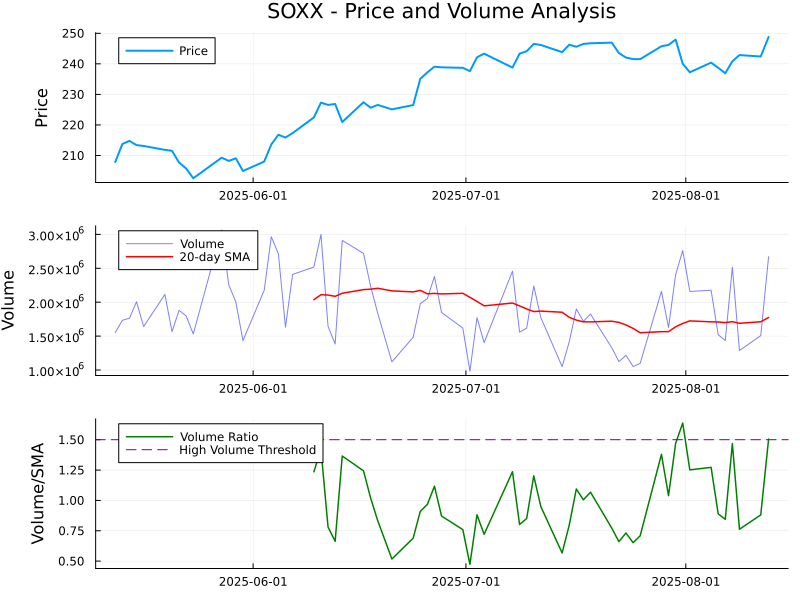 SOXX - Price and Volume Analysis
250
240
230
220
210
Price
Price
2025-06-01
2025-07-01
2025-08-01
3.00×10⁶
2.50×10⁶
2.00×10⁶
1.50×10⁶
1.00×10⁶
Volume
Volume
20-day SMA
2025-06-01
2025-07-01
2025-08-01
1.50
1.25
1.00
0.75
0.50
Volume/SMA
Volume Ratio
High Volume Threshold
2025-06-01
2025-07-01
2025-08-01